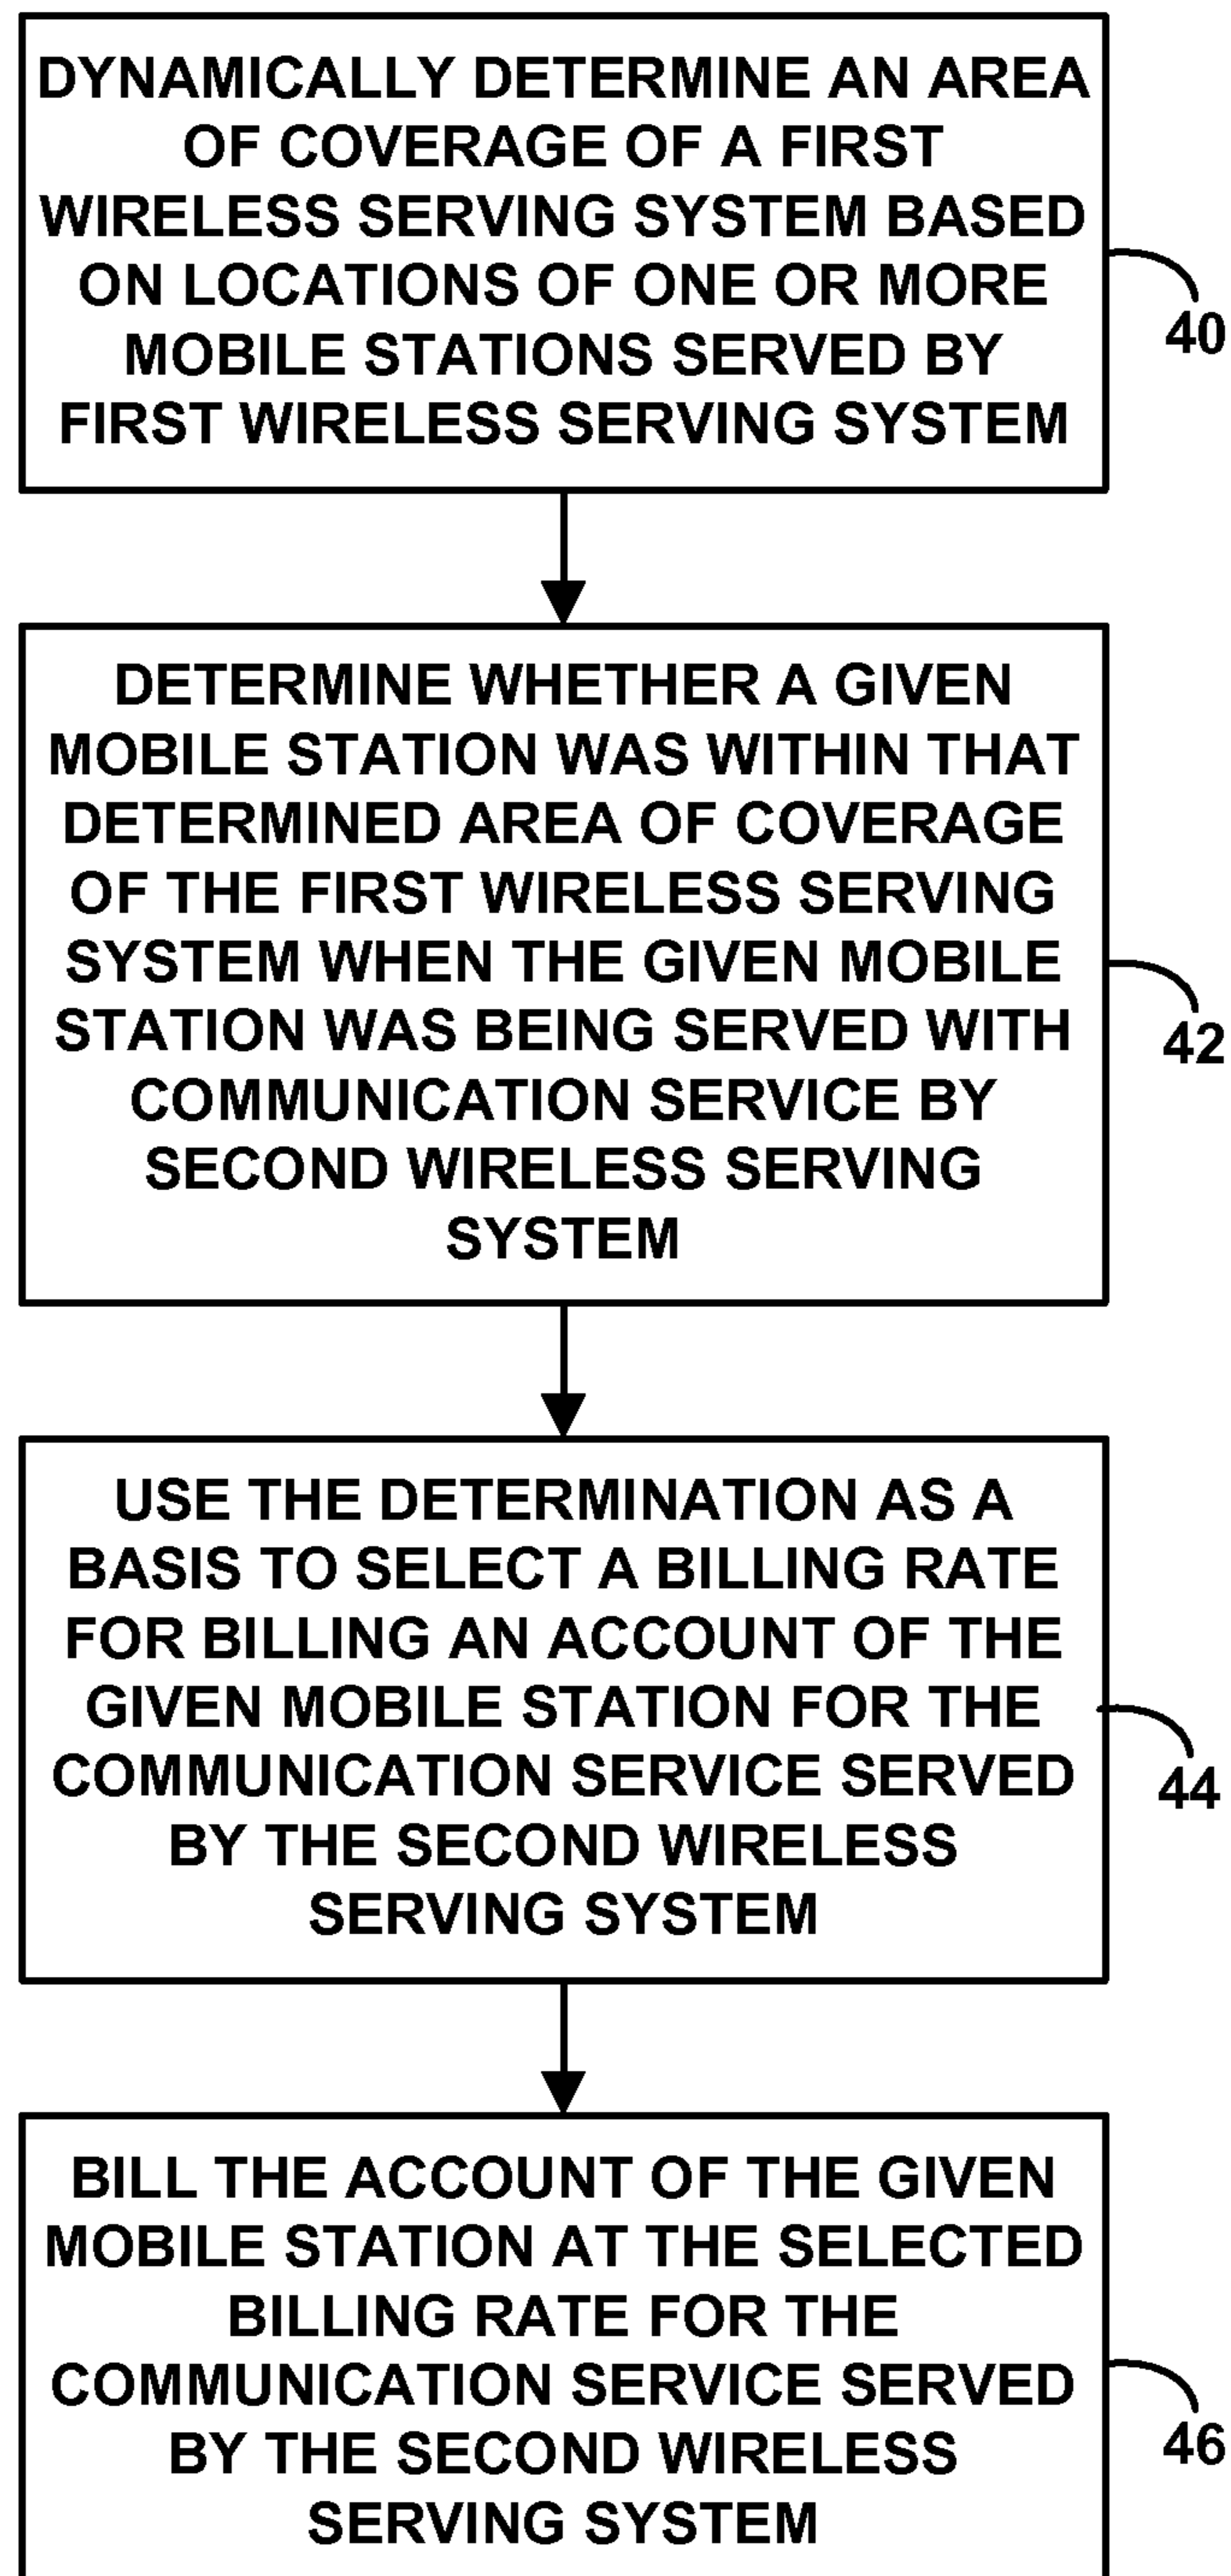 DYNAMICALLY DETERMINE AN AREA
OF COVERAGE OF A FIRST
WIRELESS SERVING SYSTEM BASED
ON LOCATIONS OF ONE OR MORE
MOBILE STATIONS SERVED BY
FIRST WIRELESS SERVING SYSTEM
40
DETERMINE WHETHER A GIVEN
MOBILE STATION WAS WITHIN THAT
DETERMINED AREA OF COVERAGE
OF THE FIRST WIRELESS SERVING
SYSTEM WHEN THE GIVEN MOBILE
STATION WAS BEING SERVED WITH
COMMUNICATION SERVICE BY
SECOND WIRELESS SERVING
SYSTEM
42
USE THE DETERMINATION AS A
BASIS TO SELECT A BILLING RATE
FOR BILLING AN ACCOUNT OF THE
GIVEN MOBILE STATION FOR THE
COMMUNICATION SERVICE SERVED
BY THE SECOND WIRELESS
SERVING SYSTEM
44
BILL THE ACCOUNT OF THE GIVEN
MOBILE STATION AT THE SELECTED
BILLING RATE FOR THE
COMMUNICATION SERVICE SERVED
BY THE SECOND WIRELESS
SERVING SYSTEM
46